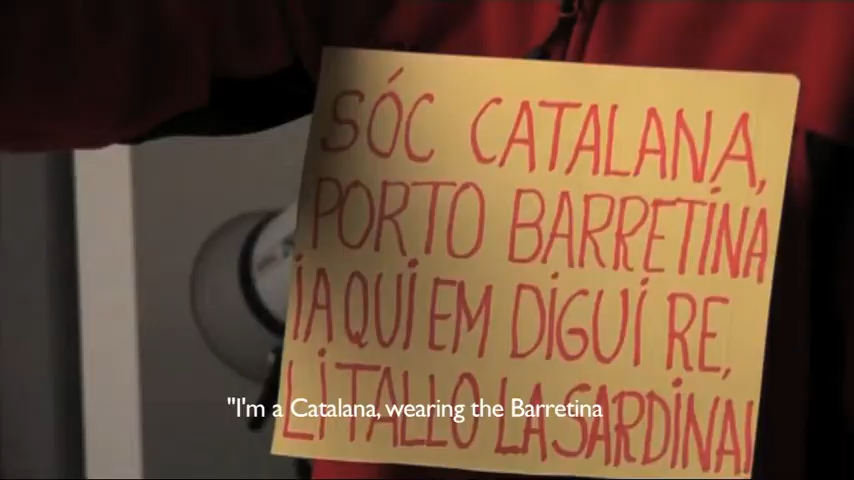 SÓC CATALANA,
PORTO BARRETINA
I A QUI EM DIGUI RE,
LI TALLO LA SARDINA!
"I'm a Catalana, wearing the Barretina